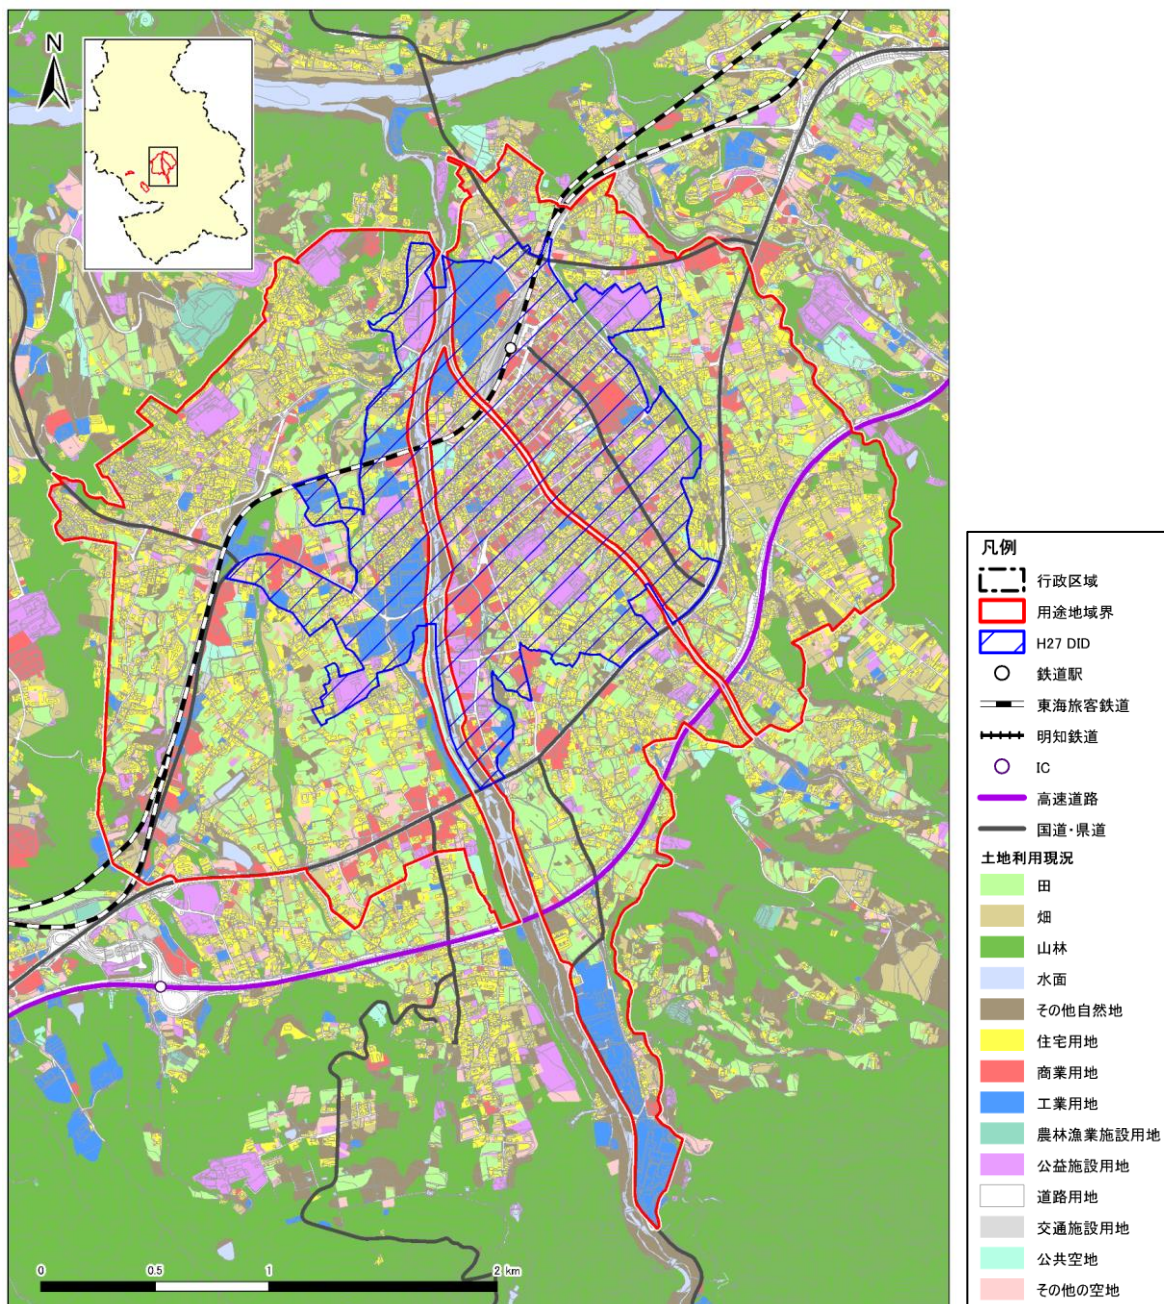 N
0
0.5
1
2 km
凡例
行政区域
用途地域界
H27 DID
鉄道駅
東海旅客鉄道
明知鉄道
IC
高速道路
国道・県道
土地利用現況
田
畑
山林
水面
その他自然地
住宅用地
商業用地
工業用地
農林漁業施設用地
公益施設用地
道路用地
交通施設用地
公共空地
その他の空地